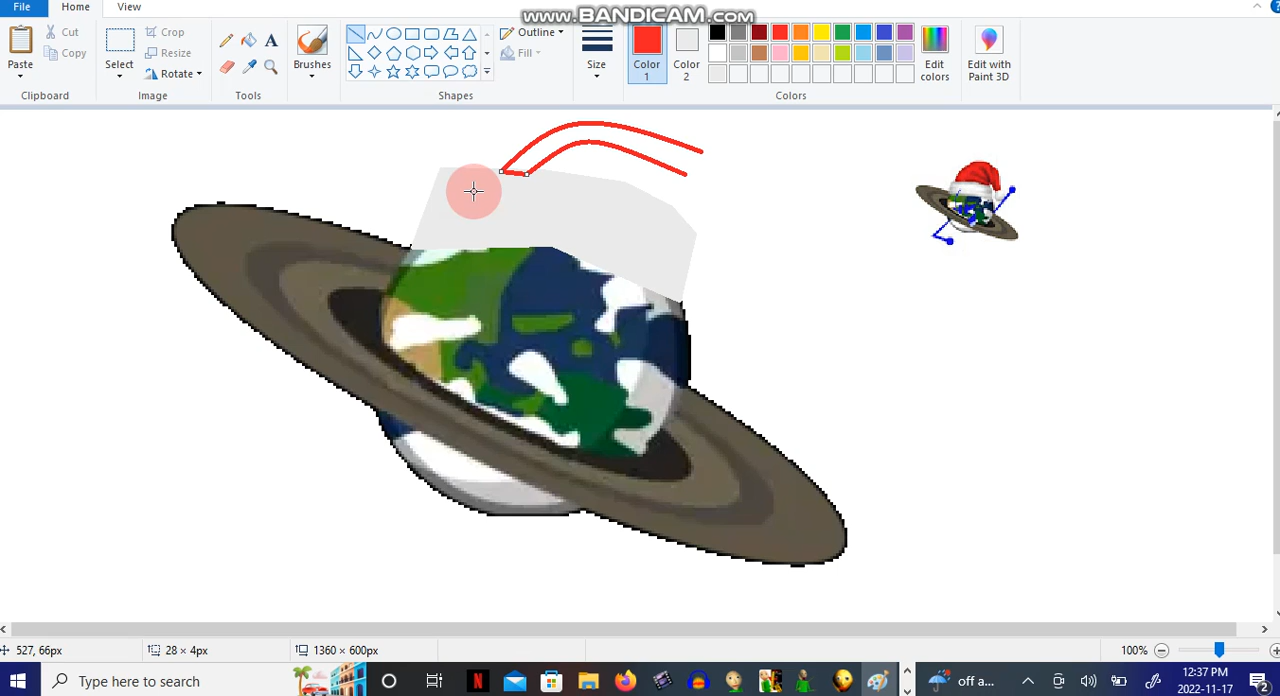 www.BANDICAM.com
File Home View
Paste Cut Copy Clipboard
Select Crop Resize Rotate Image
Tools
Brushes
Outline Fill Shapes
Size
Color 1 Color 2 Edit colors Colors
Edit with Paint 3D
527, 66px 28 × 4px 1360 × 600px 100%
Type here to search off a... 12:37 PM
2022-11-17